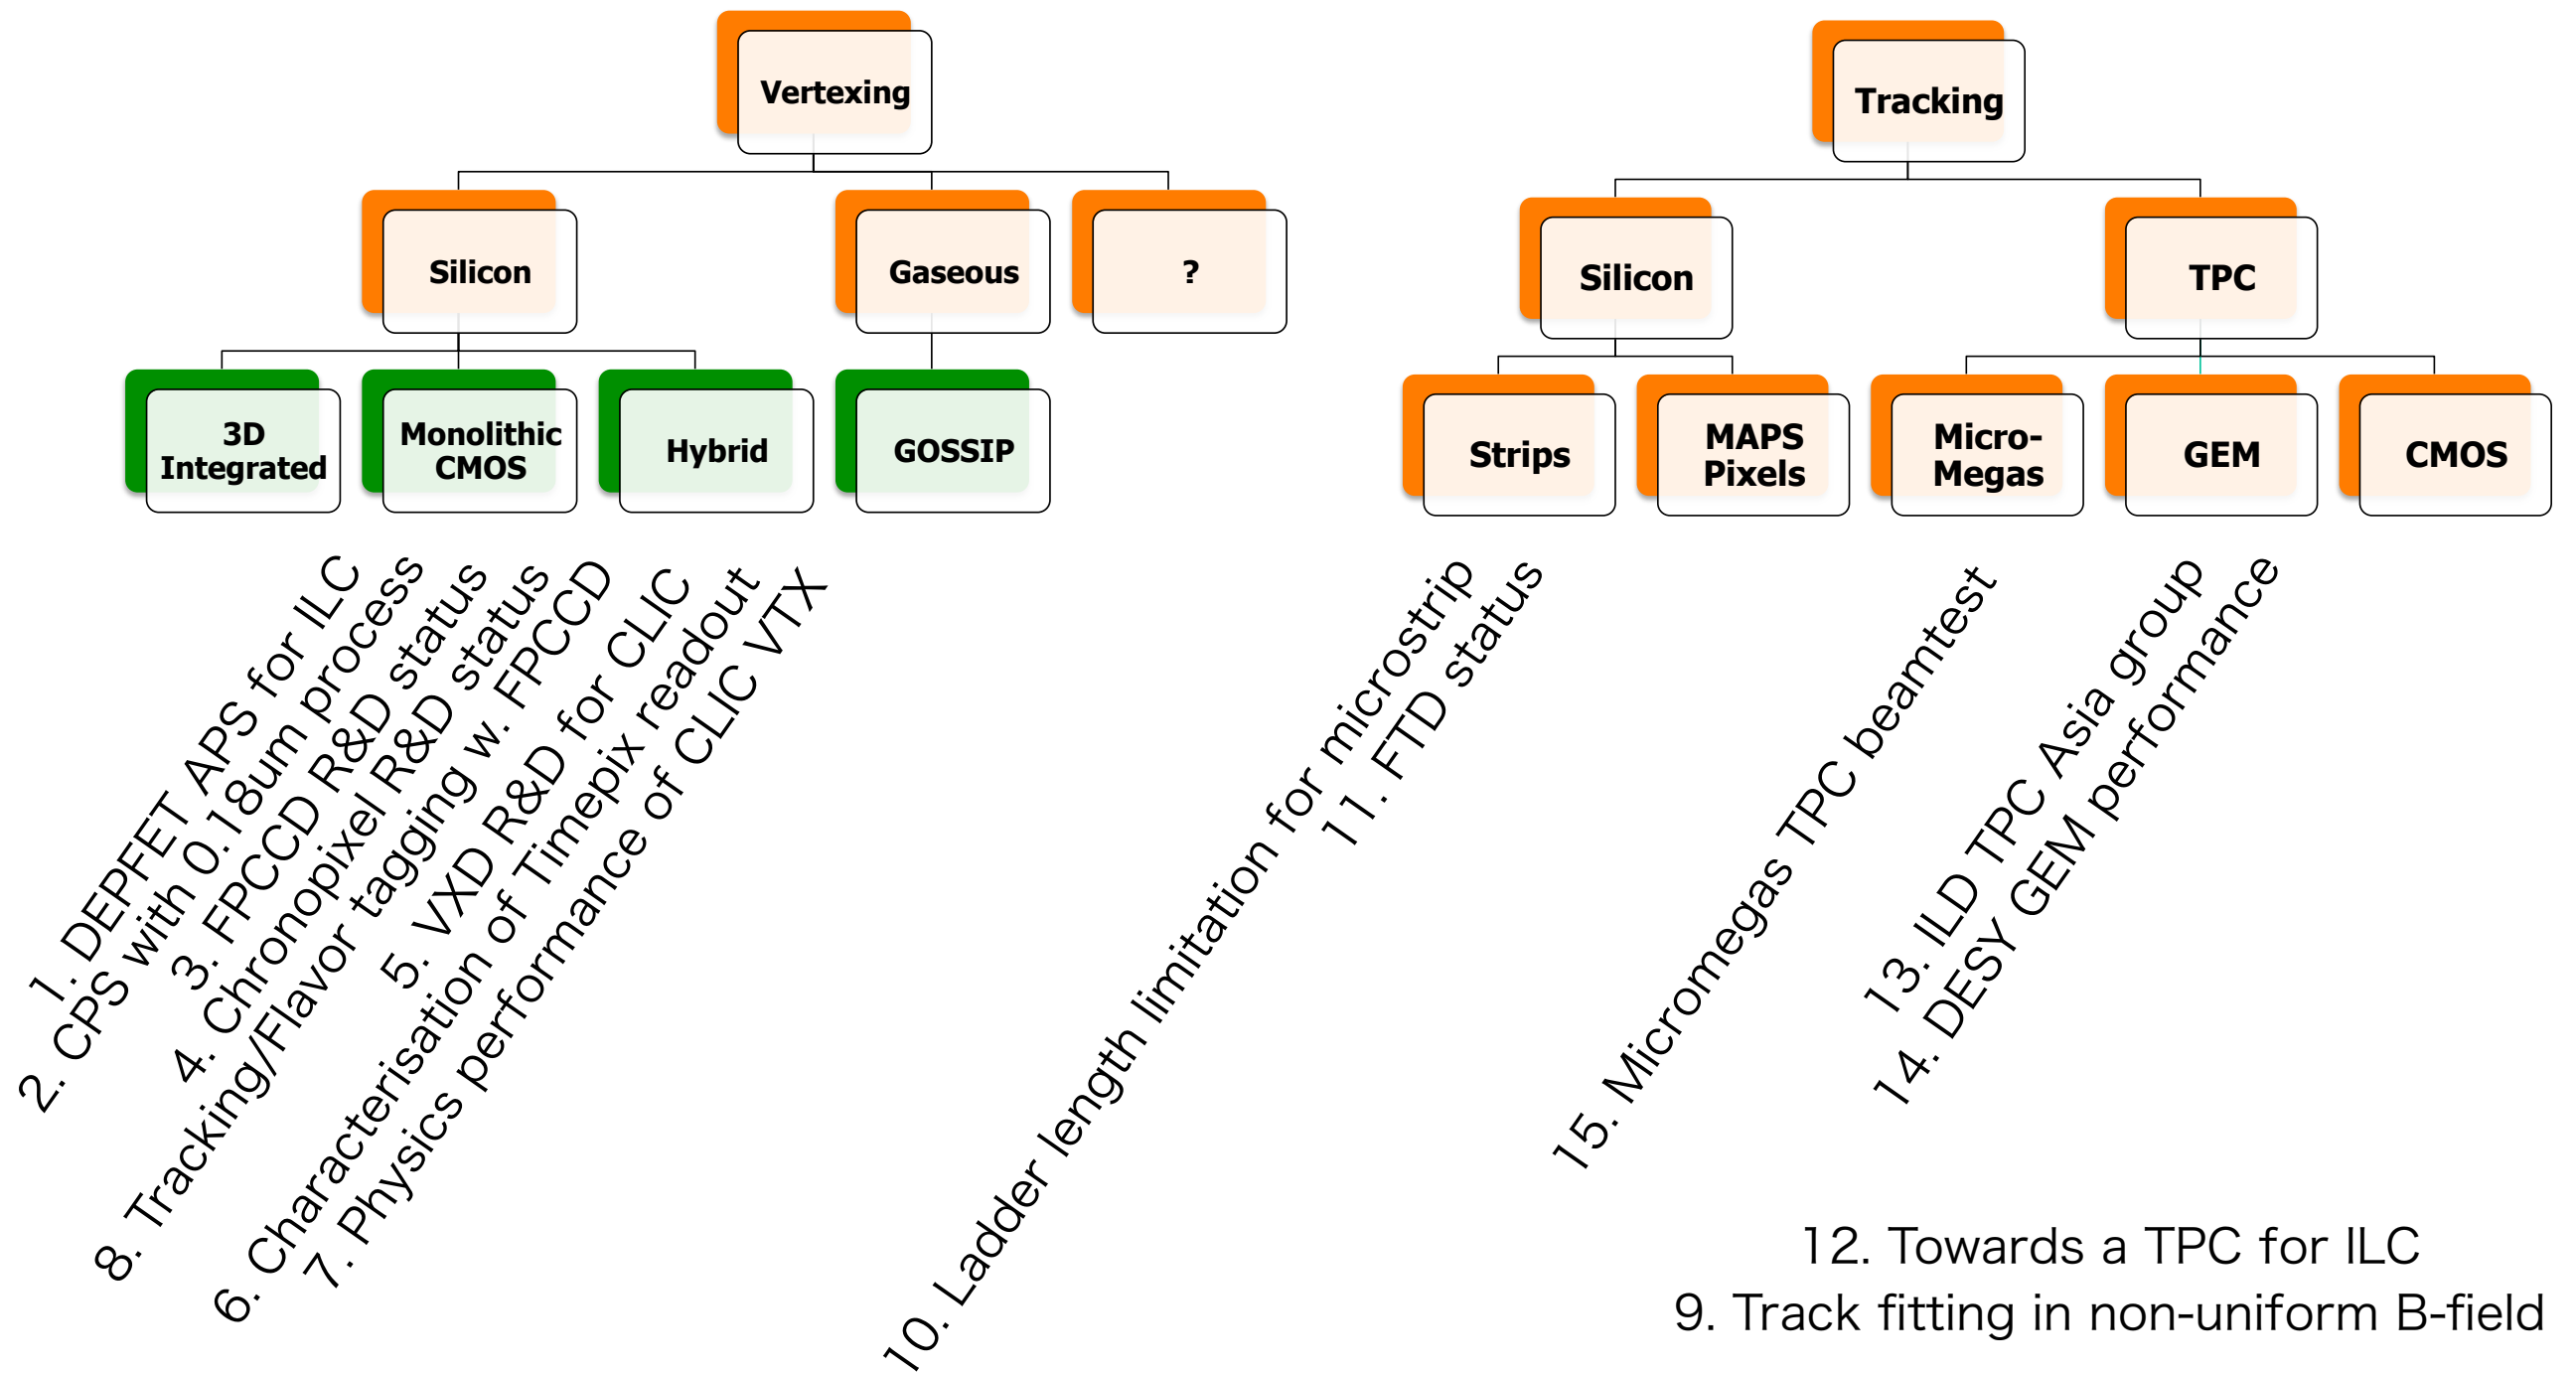 Vertexing
Tracking
Silicon
Gaseous
?
Silicon
TPC
3D
Integrated
Monolithic
CMOS
Hybrid
GOSSIP
Strips
MAPS
Pixels
Micro-
Megas
GEM
CMOS
1. DEPFET APS for ILC
2. CPS with 0.18um process
3. FPCCD R&D status
4. Chronopixel R&D status
8. Tracking/Flavor tagging w. FPCCD
5. VXD R&D for CLIC
6. Characterisation of Timepix readout
7. Physics performance of CLIC VTX
10. Ladder length limitation for microstrip
11. FTD status
15. Micromegas TPC beamtest
13. ILD TPC Asia group
14. DESY GEM performance
12. Towards a TPC for ILC
9. Track fitting in non-uniform B-field